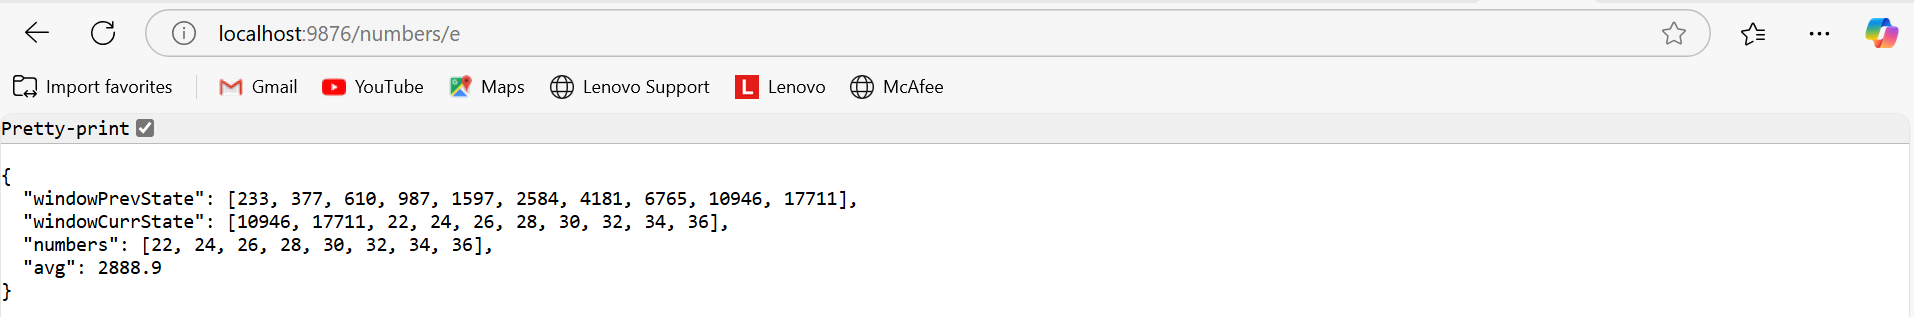 localhost:9876/numbers/e
Import favorites Gmail YouTube Maps Lenovo Support L Lenovo McAfee
Pretty-print
{
  "windowPrevState": [233, 377, 610, 987, 1597, 2584, 4181, 6765, 10946, 17711],
  "windowCurrState": [10946, 17711, 22, 24, 26, 28, 30, 32, 34, 36],
  "numbers": [22, 24, 26, 28, 30, 32, 34, 36],
  "avg": 2888.9
}